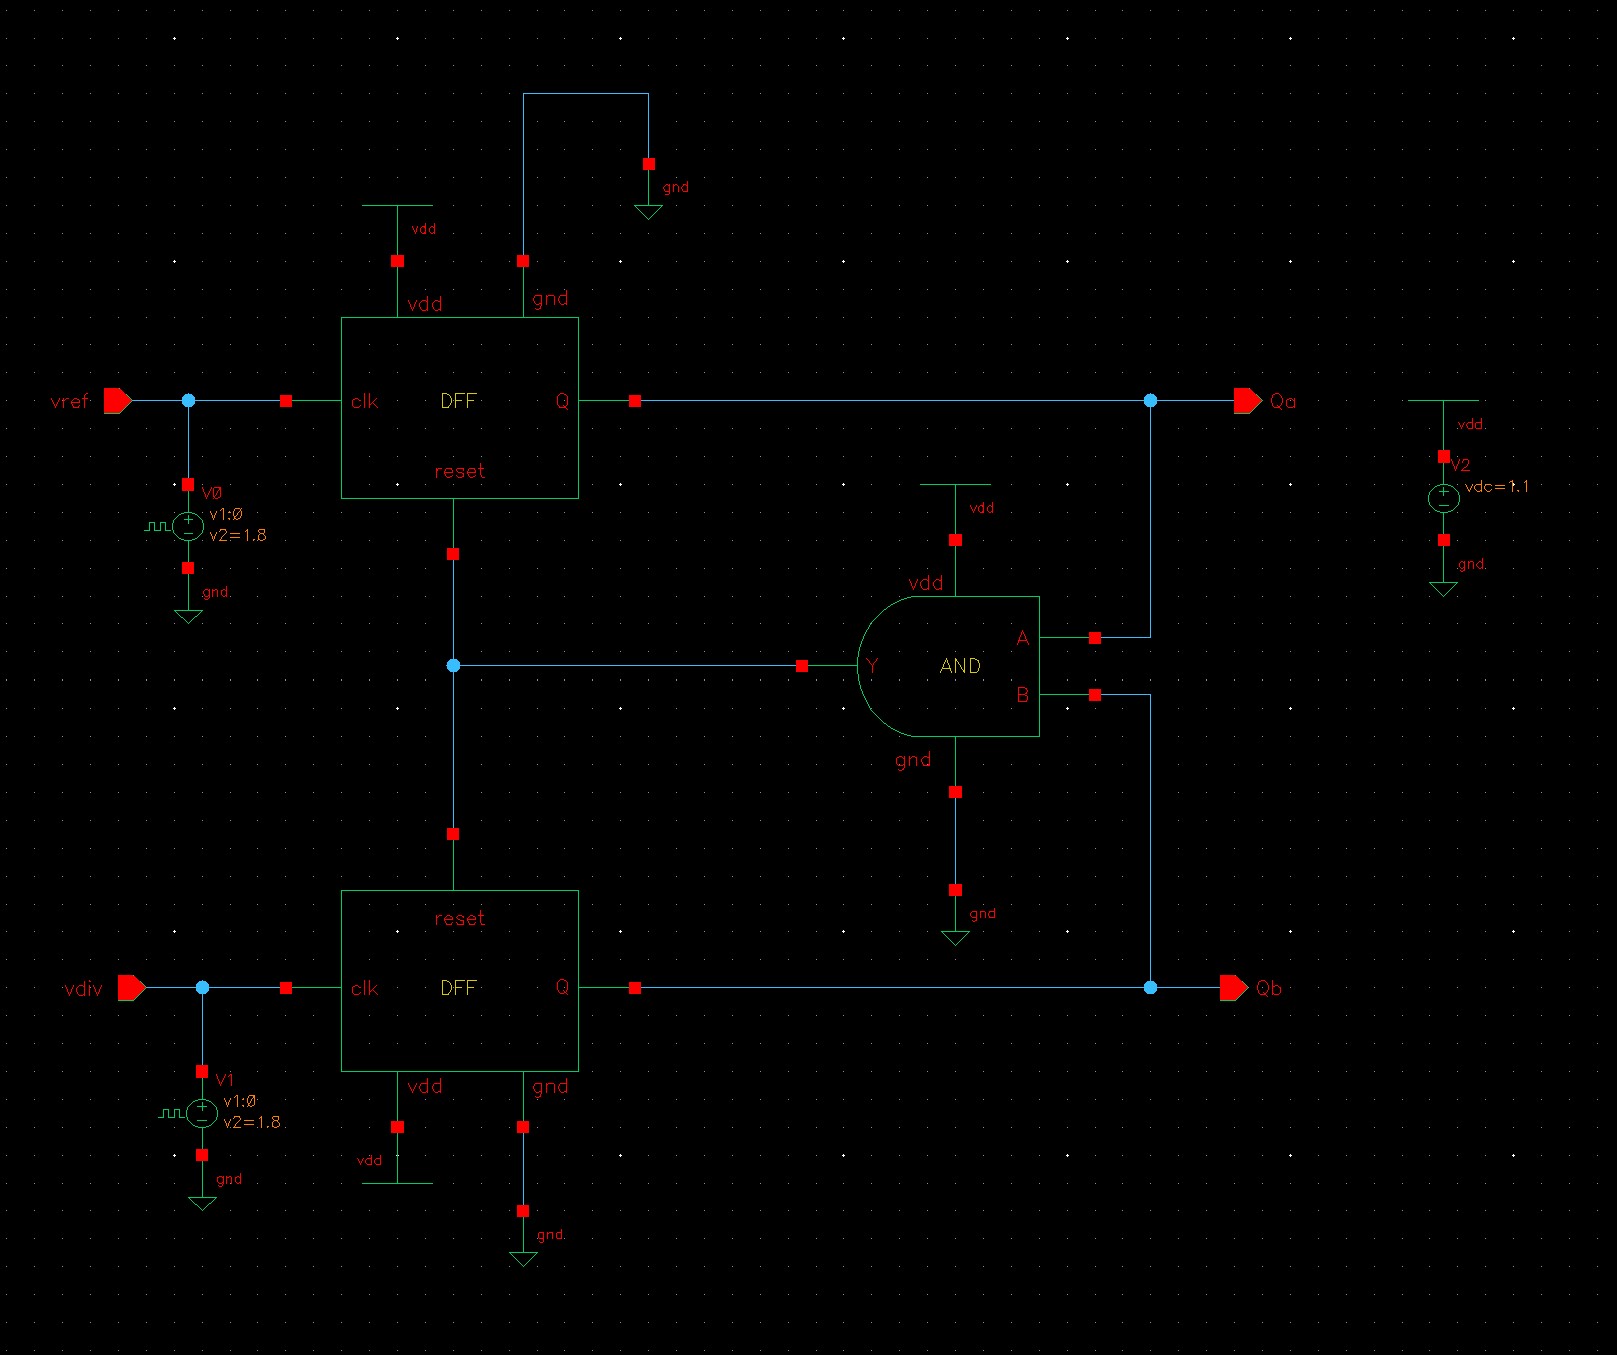 gnd
vdd
vdd
gnd
vref
clk
DFF
Q
Qa
reset
vdd
V2
vdc=1.1
gnd
V0
v1:0
v2=1.8
gnd
vdd
vdd
A
Y
AND
B
gnd
gnd
reset
vdiv
clk
DFF
Q
Qb
vdd
gnd
V1
v1:0
v2=1.8
gnd
vdd
gnd